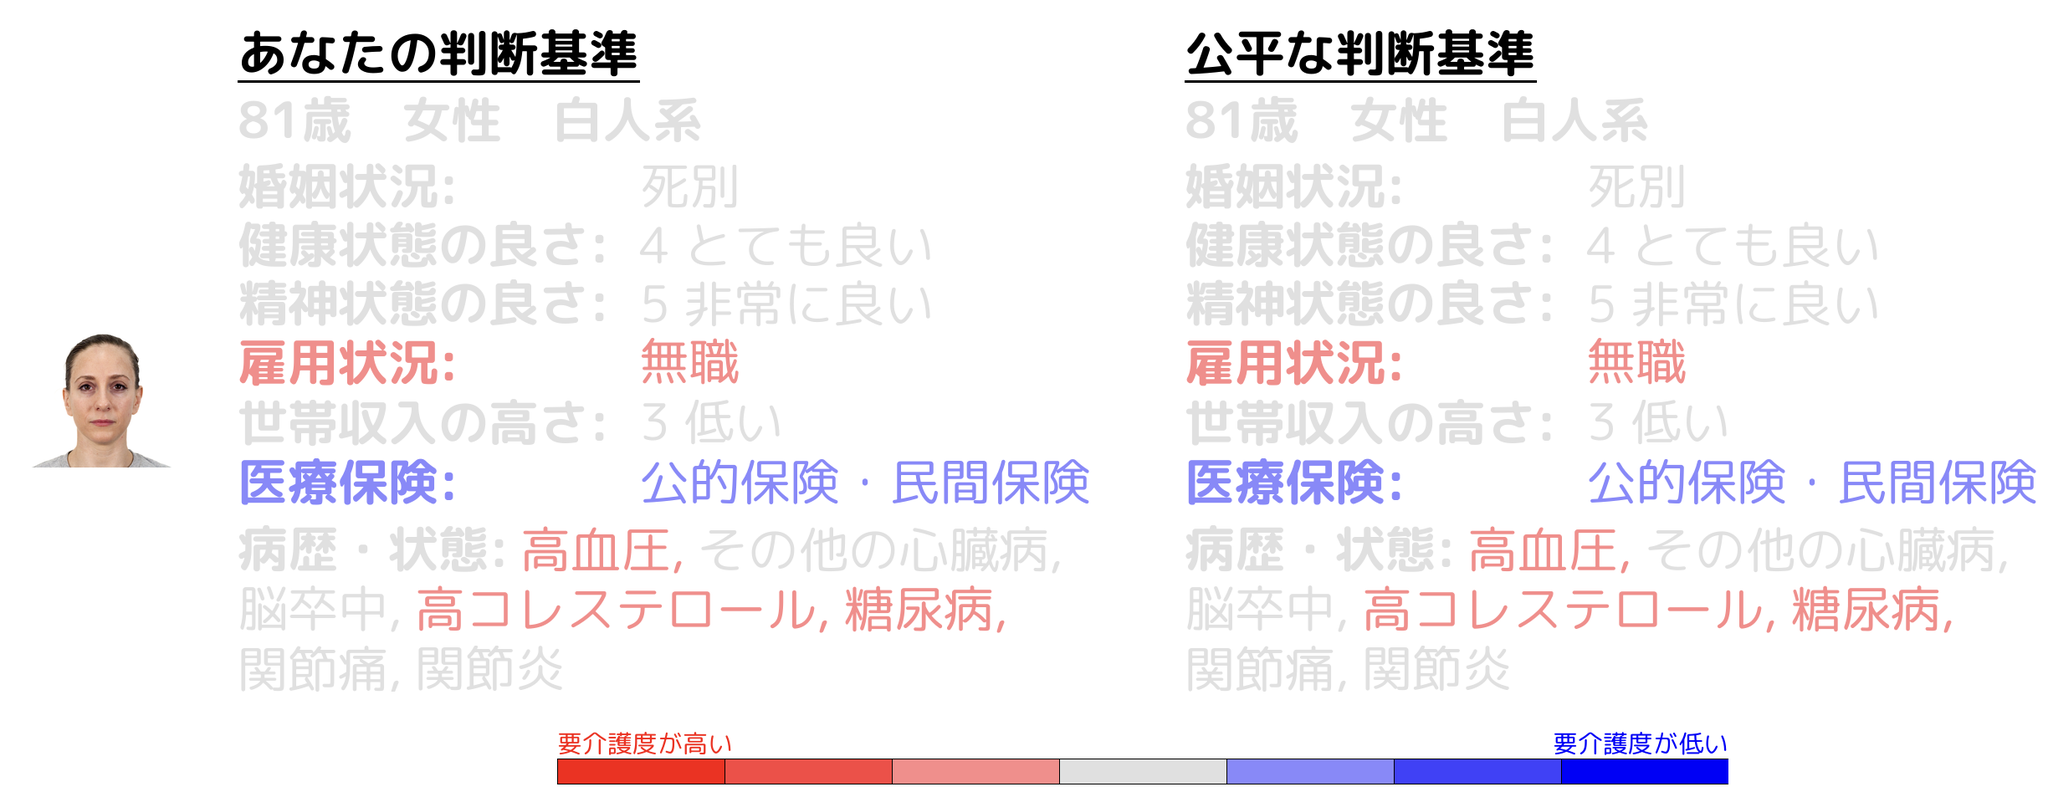 あなたの判断基準
81歳　女性　白人系
婚姻状況: 死別
健康状態の良さ: 4 とても良い
精神状態の良さ: 5 非常に良い
雇用状況: 無職
世帯収入の高さ: 3 低い
医療保険: 公的保険・民間保険
病歴・状態: 高血圧, その他の心臓病,
脳卒中, 高コレステロール, 糖尿病,
関節痛, 関節炎
公平な判断基準
81歳　女性　白人系
婚姻状況: 死別
健康状態の良さ: 4 とても良い
精神状態の良さ: 5 非常に良い
雇用状況: 無職
世帯収入の高さ: 3 低い
医療保険: 公的保険・民間保険
病歴・状態: 高血圧, その他の心臓病,
脳卒中, 高コレステロール, 糖尿病,
関節痛, 関節炎
要介護度が高い
要介護度が低い